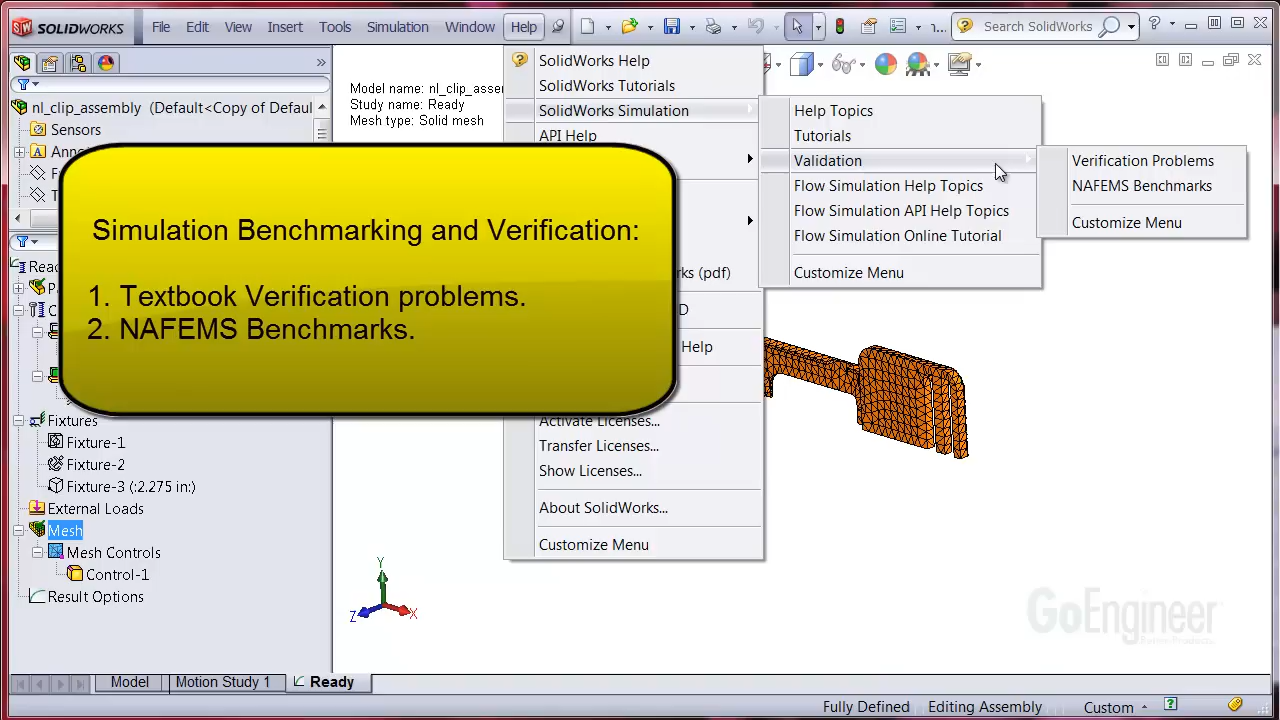 SOLIDWORKS File Edit View Insert Tools Simulation Window Help Search SolidWorks
nl_clip_assembly (Default<Copy of Defaul
Sensors
Anno
Model name: nl_clip_assem
Study name: Ready
Mesh type: Solid mesh
SolidWorks Help
SolidWorks Tutorials
SolidWorks Simulation
API Help
Help Topics
Tutorials
Validation
Flow Simulation Help Topics
Flow Simulation API Help Topics
Flow Simulation Online Tutorial
Customize Menu
Verification Problems
NAFEMS Benchmarks
Customize Menu
Simulation Benchmarking and Verification:
1. Textbook Verification problems.
2. NAFEMS Benchmarks.
rks (pdf)
D
Help
Activate Licenses...
Transfer Licenses...
Show Licenses...
About SolidWorks...
Customize Menu
Fixtures
Fixture-1
Fixture-2
Fixture-3 (:2.275 in:)
External Loads
Mesh
Mesh Controls
Control-1
Result Options
Y
Z
X
GoEngineer
Model Motion Study 1 Ready
Fully Defined Editing Assembly Custom